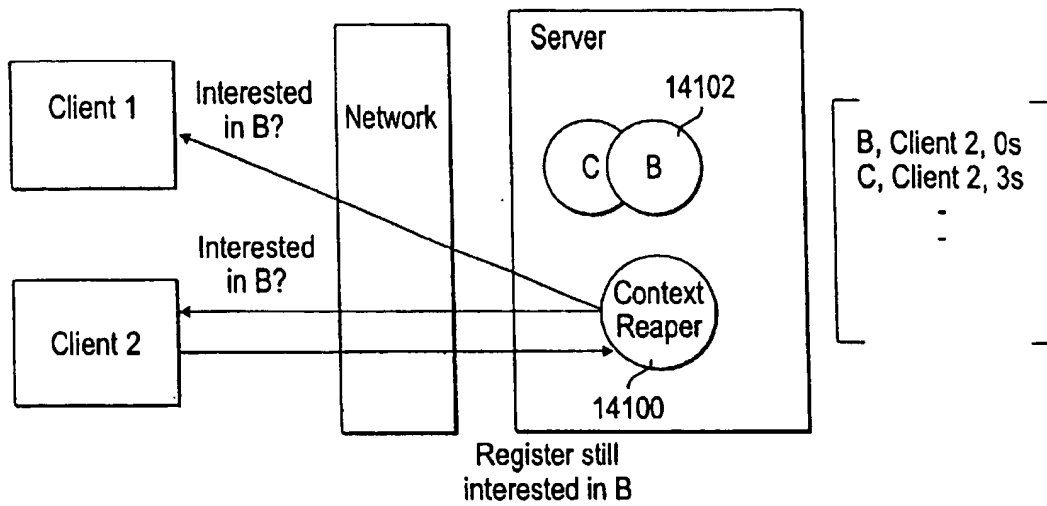 Server
14102
Client 1
Interested
in B?
Network
C
B
B, Client 2, 0s
C, Client 2, 3s
-
-
Interested
in B?
Client 2
Context
Reaper
14100
Register still
interested in B